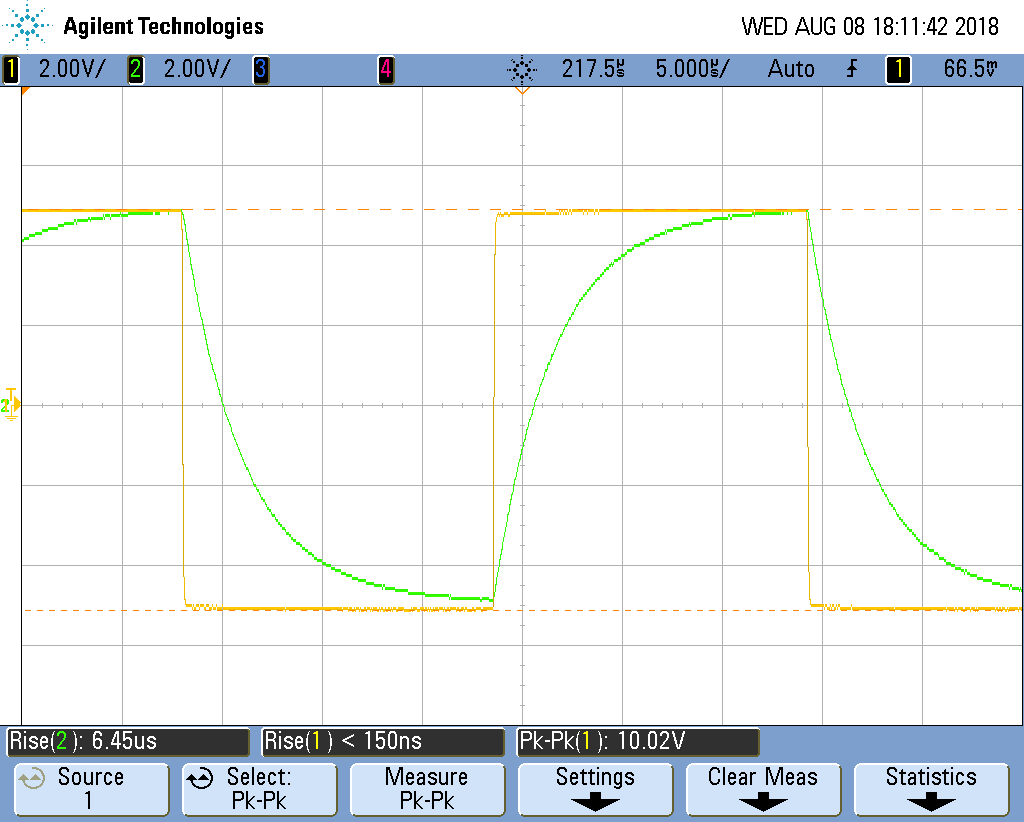 Agilent Technologies WED AUG 08 18:11:42 2018
1 2.00V/ 2 2.00V/ 3 4 217.5µs 5.000µs/ Auto 1 66.5mV
2
Rise(2): 6.45us Rise(1) < 150ns Pk-Pk(1): 10.02V
Source Select: Measure Settings Clear Meas Statistics
1 Pk-Pk Pk-Pk